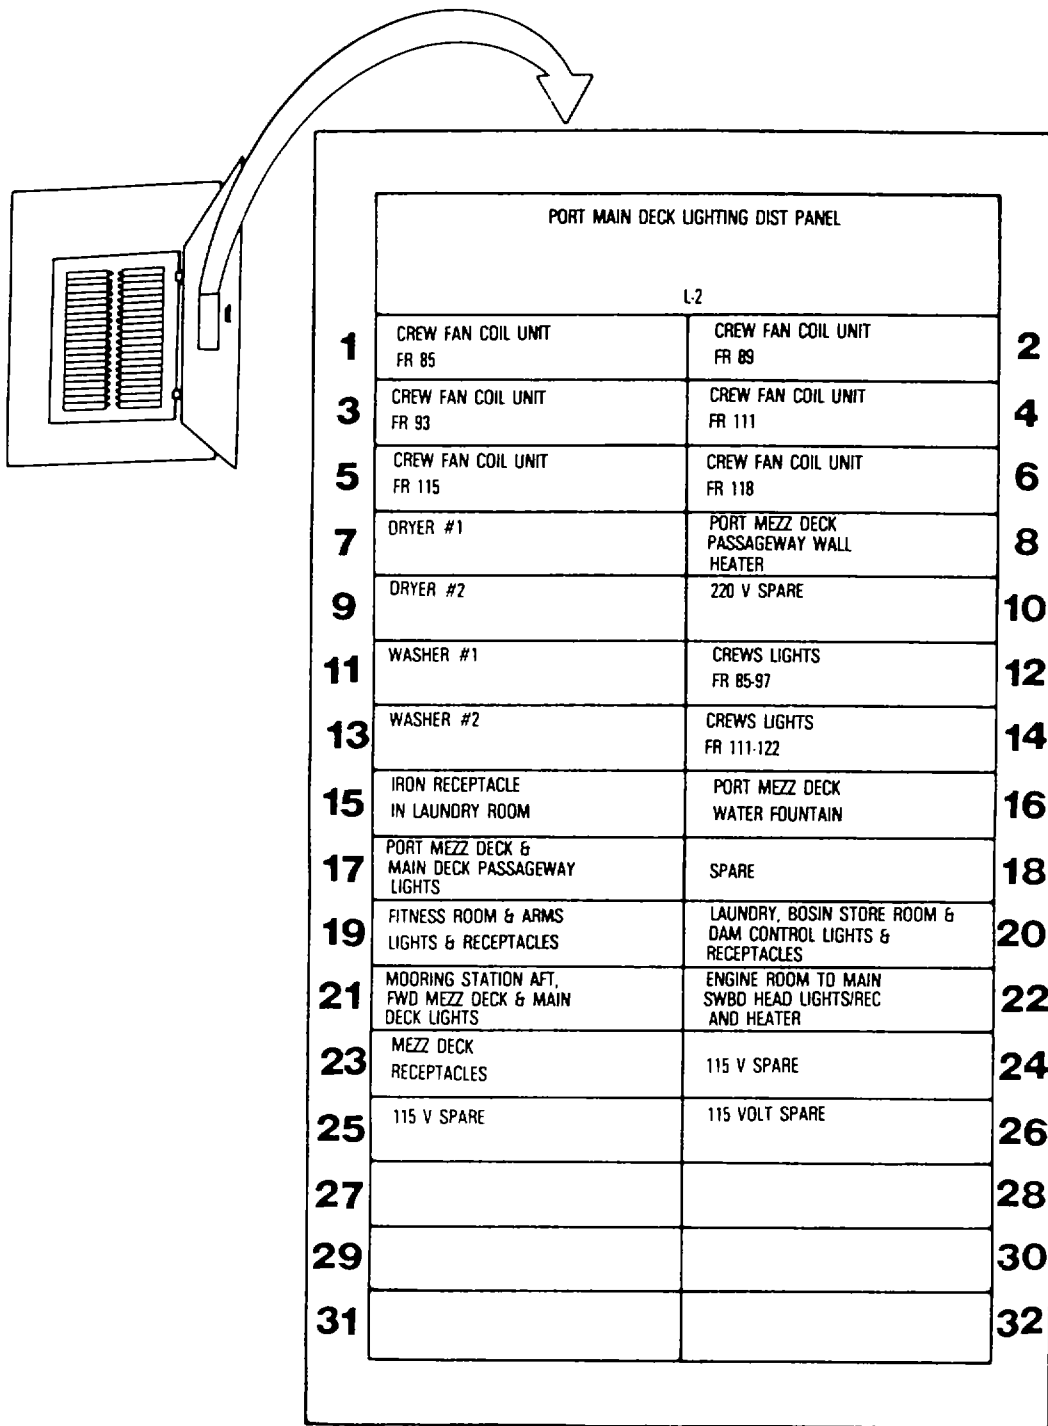 PORT MAIN DECK LIGHTING DIST PANEL
L-2
1
CREW FAN COIL UNIT
FR 85
CREW FAN COIL UNIT
FR 89
2
3
CREW FAN COIL UNIT
FR 93
CREW FAN COIL UNIT
FR 111
4
5
CREW FAN COIL UNIT
FR 115
CREW FAN COIL UNIT
FR 118
6
7
DRYER #1
PORT MEZZ DECK
PASSAGEWAY WALL
HEATER
8
9
DRYER #2
220 V SPARE
10
11
WASHER #1
CREWS LIGHTS
FR 85-97
12
13
WASHER #2
CREWS LIGHTS
FR 111-122
14
15
IRON RECEPTACLE
IN LAUNDRY ROOM
PORT MEZZ DECK
WATER FOUNTAIN
16
17
PORT MEZZ DECK &
MAIN DECK PASSAGEWAY
LIGHTS
SPARE
18
19
FITNESS ROOM & ARMS
LIGHTS & RECEPTACLES
LAUNDRY, BOSIN STORE ROOM &
DAM CONTROL LIGHTS &
RECEPTACLES
20
21
MOORING STATION AFT,
FWD MEZZ DECK & MAIN
DECK LIGHTS
ENGINE ROOM TO MAIN
SWBD HEAD LIGHTS/REC
AND HEATER
22
23
MEZZ DECK
RECEPTACLES
115 V SPARE
24
25
115 V SPARE
115 VOLT SPARE
26
27
28
29
30
31
32